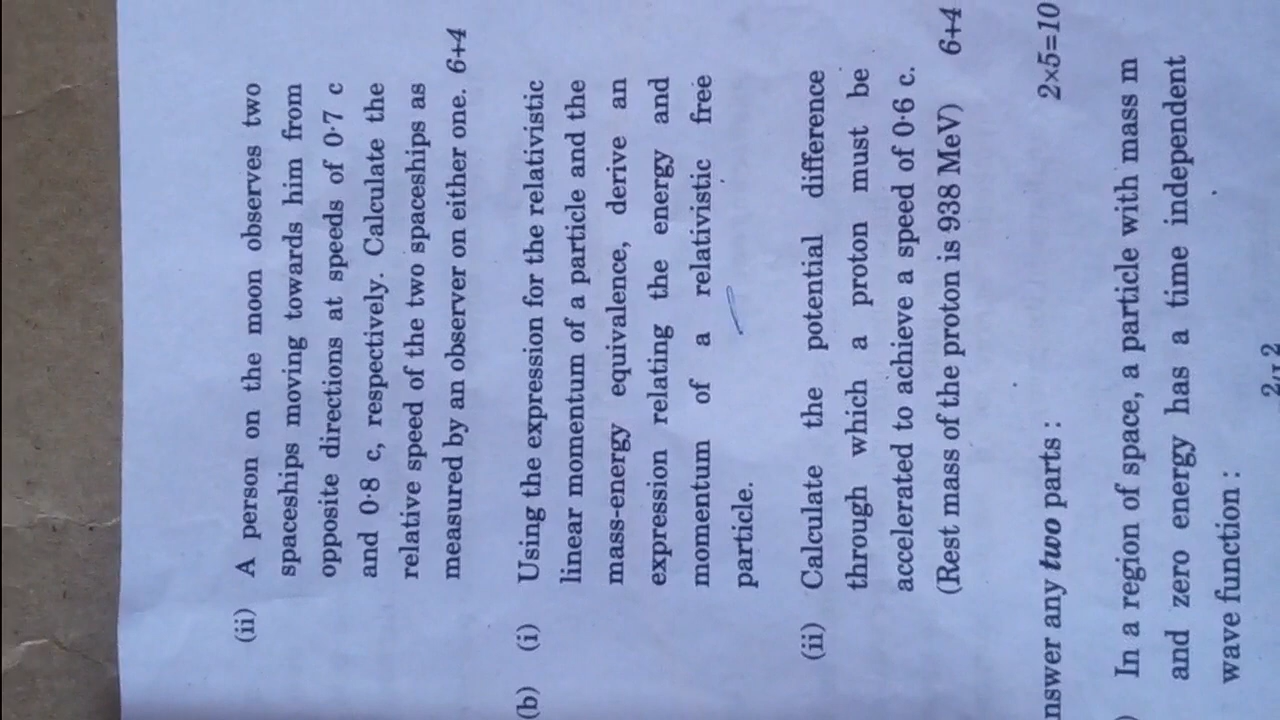 (ii) A person on the moon observes two
spaceships moving towards him from
opposite directions at speeds of 0·7 c
and 0·8 c, respectively. Calculate the
relative speed of the two spaceships as
measured by an observer on either one. 6+4
(b) (i) Using the expression for the relativistic
linear momentum of a particle and the
mass-energy equivalence, derive an
expression relating the energy and
momentum of a relativistic free
particle.
(ii) Calculate the potential difference
through which a proton must be
accelerated to achieve a speed of 0·6 c.
(Rest mass of the proton is 938 MeV) 6+4
nswer any two parts : 2×5=10
) In a region of space, a particle with mass m
and zero energy has a time independent
wave function :